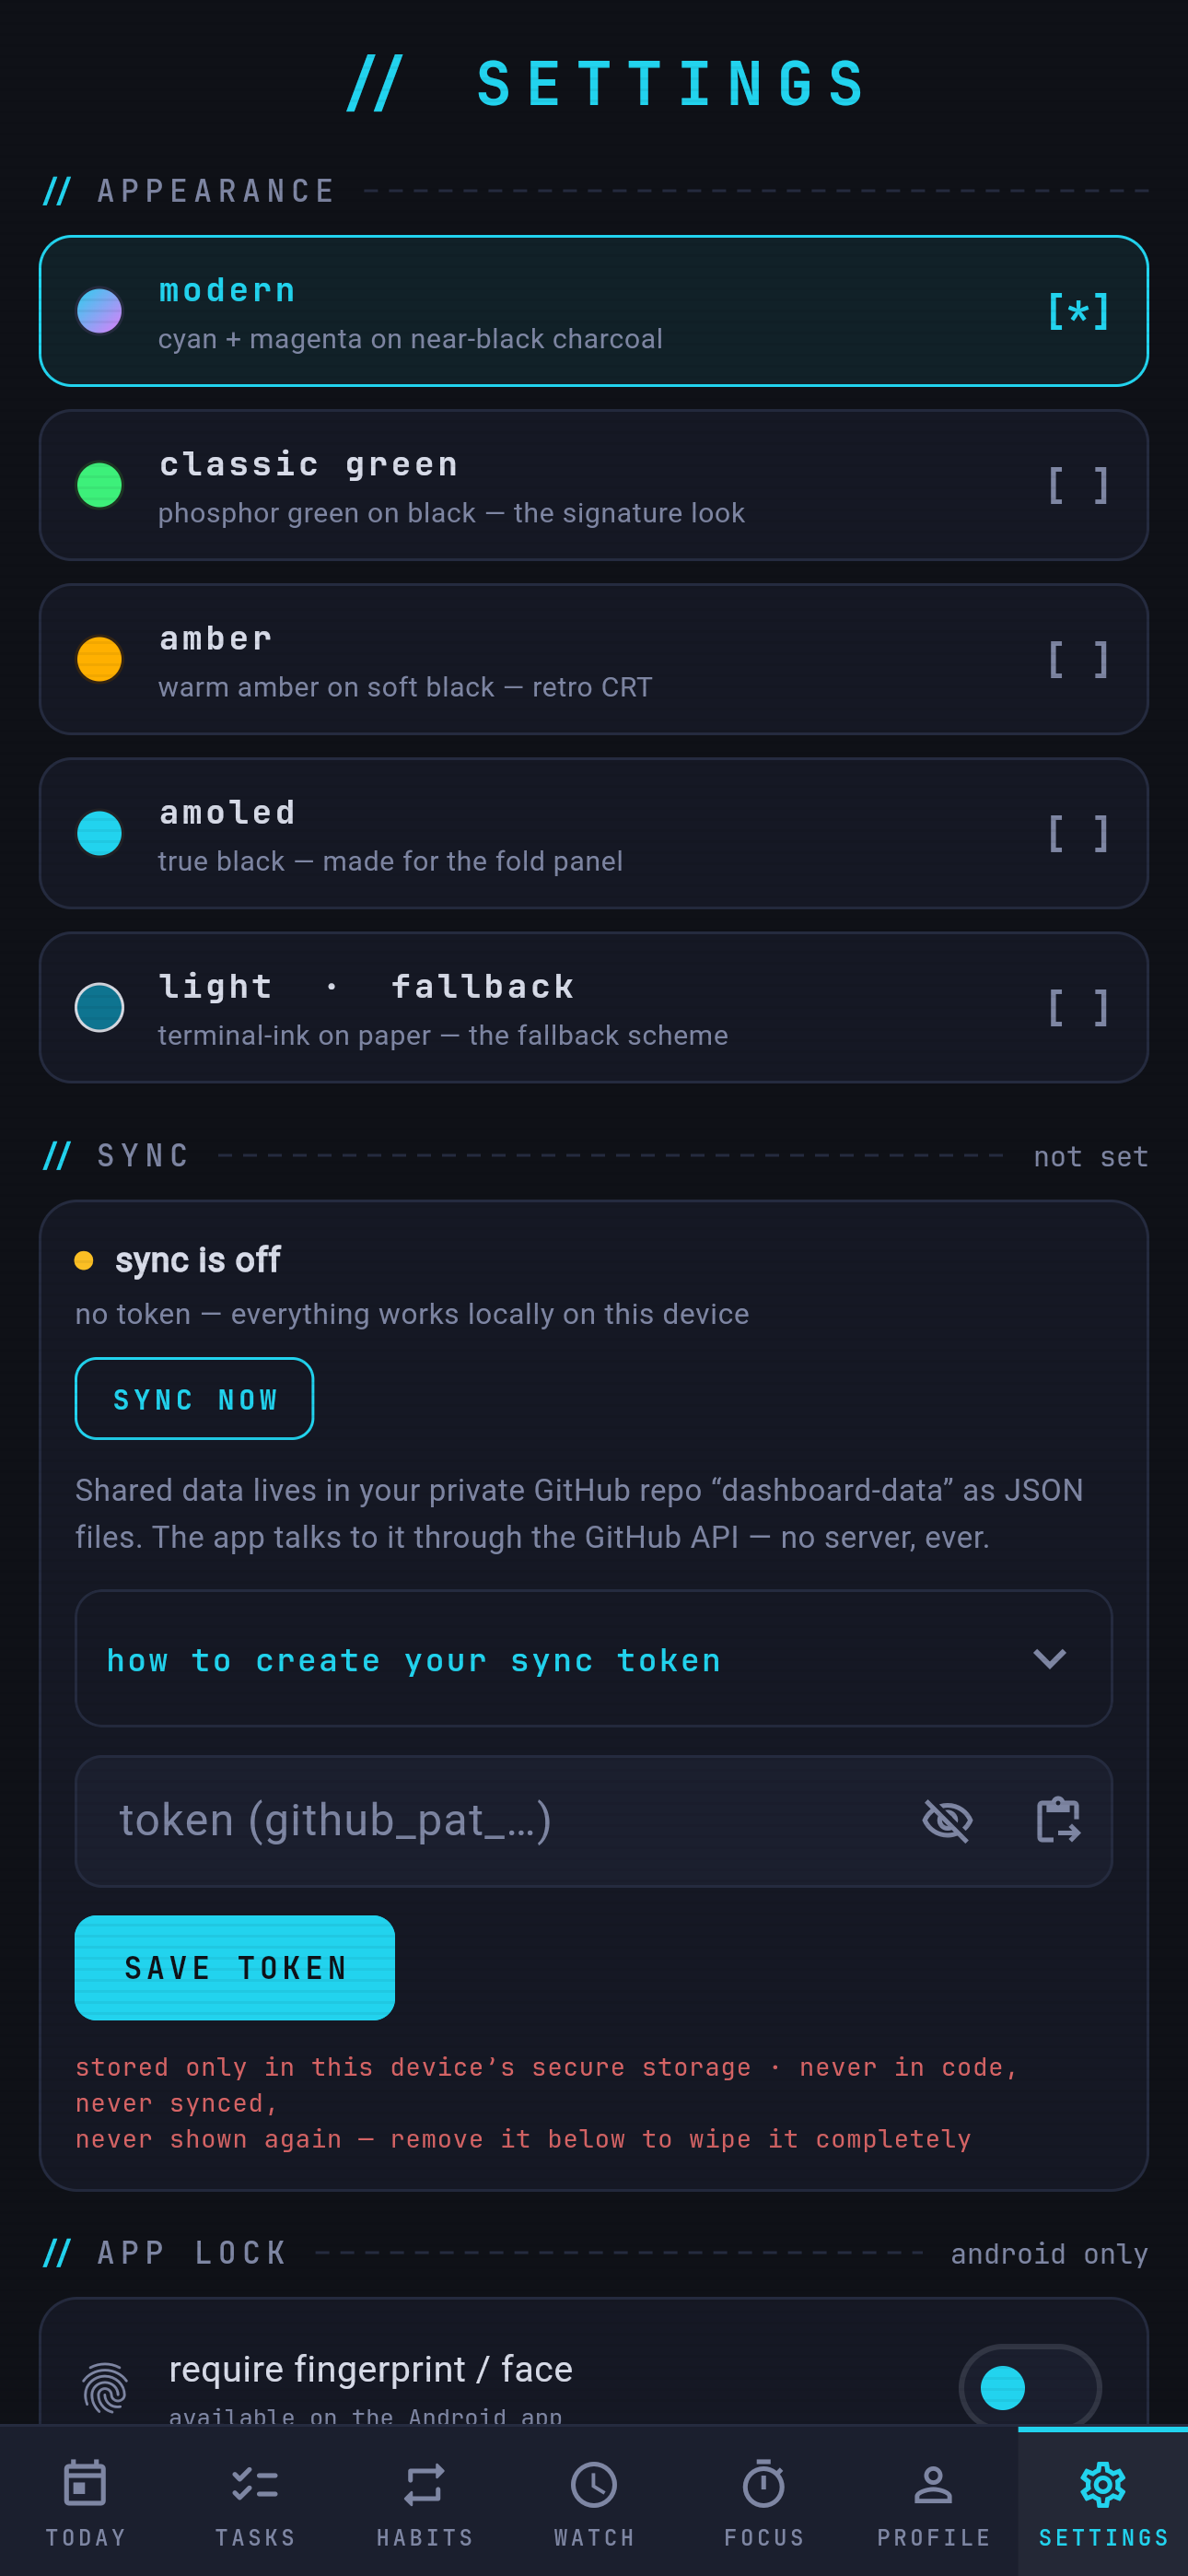 // SETTINGS
// APPEARANCE
modern
cyan + magenta on near-black charcoal
[*]
classic green
phosphor green on black — the signature look
[ ]
amber
warm amber on soft black — retro CRT
[ ]
amoled
true black — made for the fold panel
[ ]
light · fallback
terminal-ink on paper — the fallback scheme
[ ]
// SYNC not set
sync is off
no token — everything works locally on this device
SYNC NOW
Shared data lives in your private GitHub repo “dashboard-data” as JSON
files. The app talks to it through the GitHub API — no server, ever.
how to create your sync token
token (github_pat_…)
SAVE TOKEN
stored only in this device’s secure storage · never in code,
never synced,
never shown again — remove it below to wipe it completely
// APP LOCK android only
require fingerprint / face
available on the Android app
TODAY TASKS HABITS WATCH FOCUS PROFILE SETTINGS